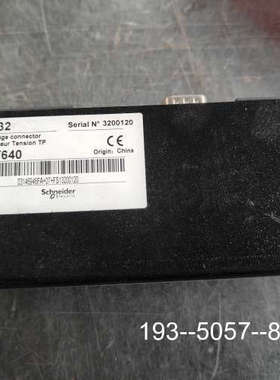 32
Serial N° 3200120
ge connector
eur Tension TP
CE
Origin: China
640
Schneider
193--5057--8